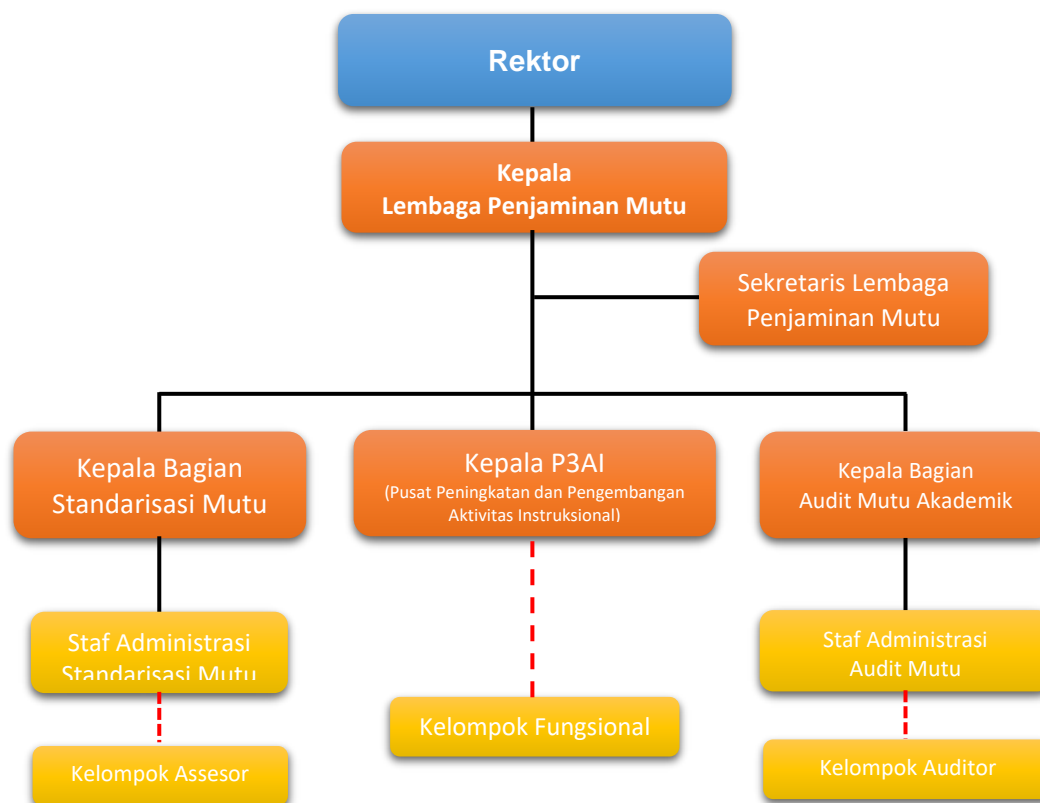 Rektor
Kepala
Lembaga Penjaminan Mutu
Sekretaris Lembaga
Penjaminan Mutu
Kepala Bagian
Standarisasi Mutu
Kepala P3AI
(Pusat Peningkatan dan Pengembangan
Aktivitas Instruksional)
Kepala Bagian
Audit Mutu Akademik
Staf Administrasi
Standarisasi Mutu
Staf Administrasi
Audit Mutu
Kelompok Fungsional
Kelompok Assesor
Kelompok Auditor